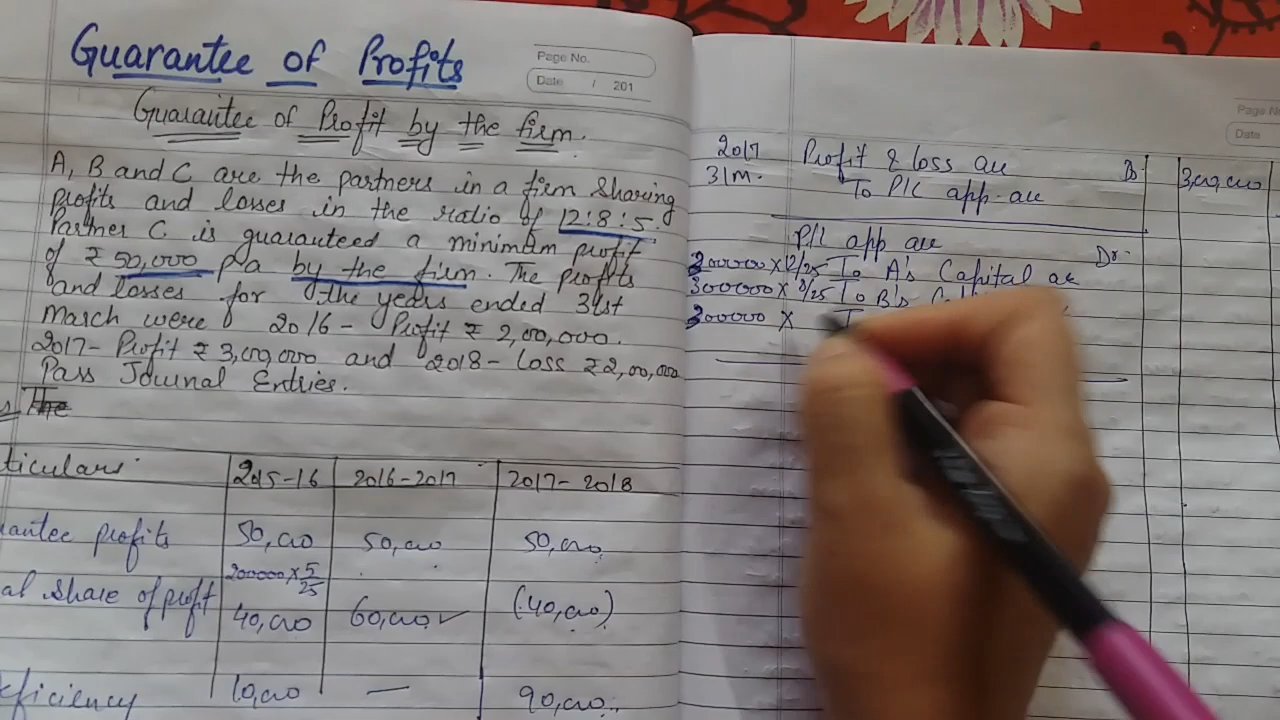 Guarantee of Profits
Page No.
Date / 201
Guarantee of Profit by the firm.
A, B and C are the partners in a firm sharing
profits and losses in the ratio of 12:8:5.
Partner C is guaranteed a minimum profit
of ₹ 50,000 p.a by the firm. The profits
and losses for the years ended 31st
March were 2016 - Profit ₹ 2,00,000.
2017- Profit ₹ 3,00,000 and 2018 - Loss ₹2,00,000
Pass Journal Entries.
The
ticulars 2015-16 2016-2017 2017-2018
antee profits 50,000 50,000 50,000
200000 x 5/25
al share of profit 40,000 60,000 (40,000)
eficiency 10,000 — 90,000
Page No
Date
2017 Profit & loss a/c 3,00,000
31 M. To P/L app a/c
P/L app a/c Dr.
300000 x 12/25 To A's Capital ac
300000 x 8/25 To B's
300000 x